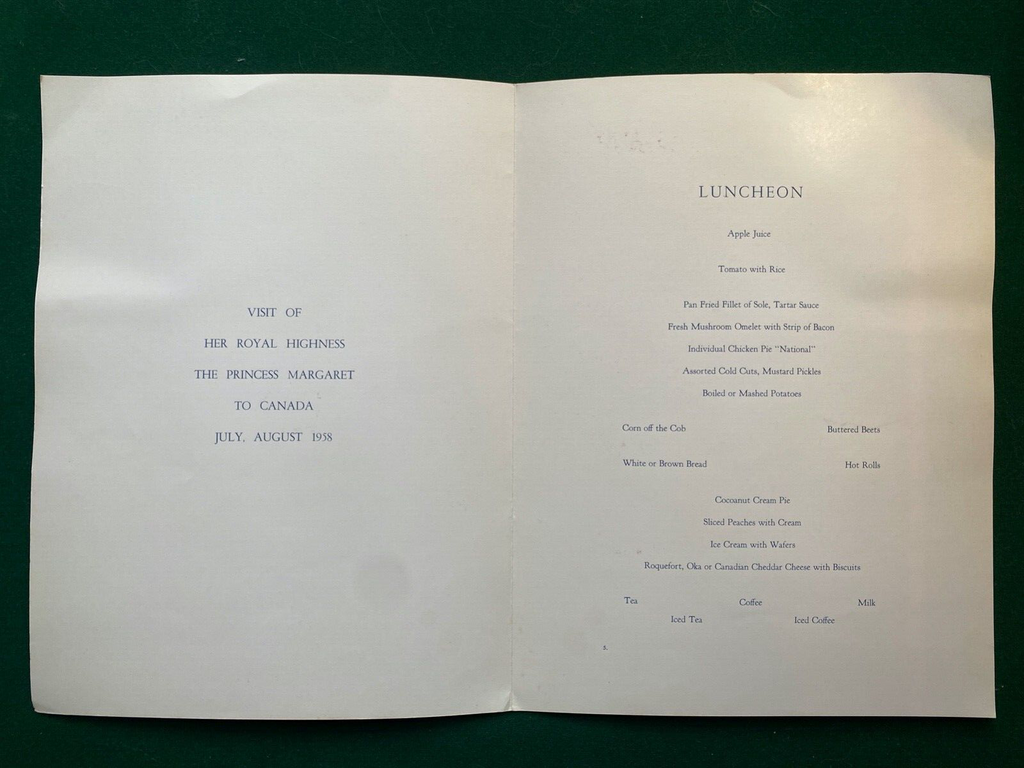 VISIT OF
HER ROYAL HIGHNESS
THE PRINCESS MARGARET
TO CANADA
JULY, AUGUST 1958
LUNCHEON
Apple Juice
Tomato with Rice
Pan Fried Fillet of Sole, Tartar Sauce
Fresh Mushroom Omelet with Strip of Bacon
Individual Chicken Pie "National"
Assorted Cold Cuts, Mustard Pickles
Boiled or Mashed Potatoes
Corn off the Cob Buttered Beets
White or Brown Bread Hot Rolls
Cocoanut Cream Pie
Sliced Peaches with Cream
Ice Cream with Wafers
Roquefort, Oka or Canadian Cheddar Cheese with Biscuits
Tea Coffee Milk
Iced Tea Iced Coffee